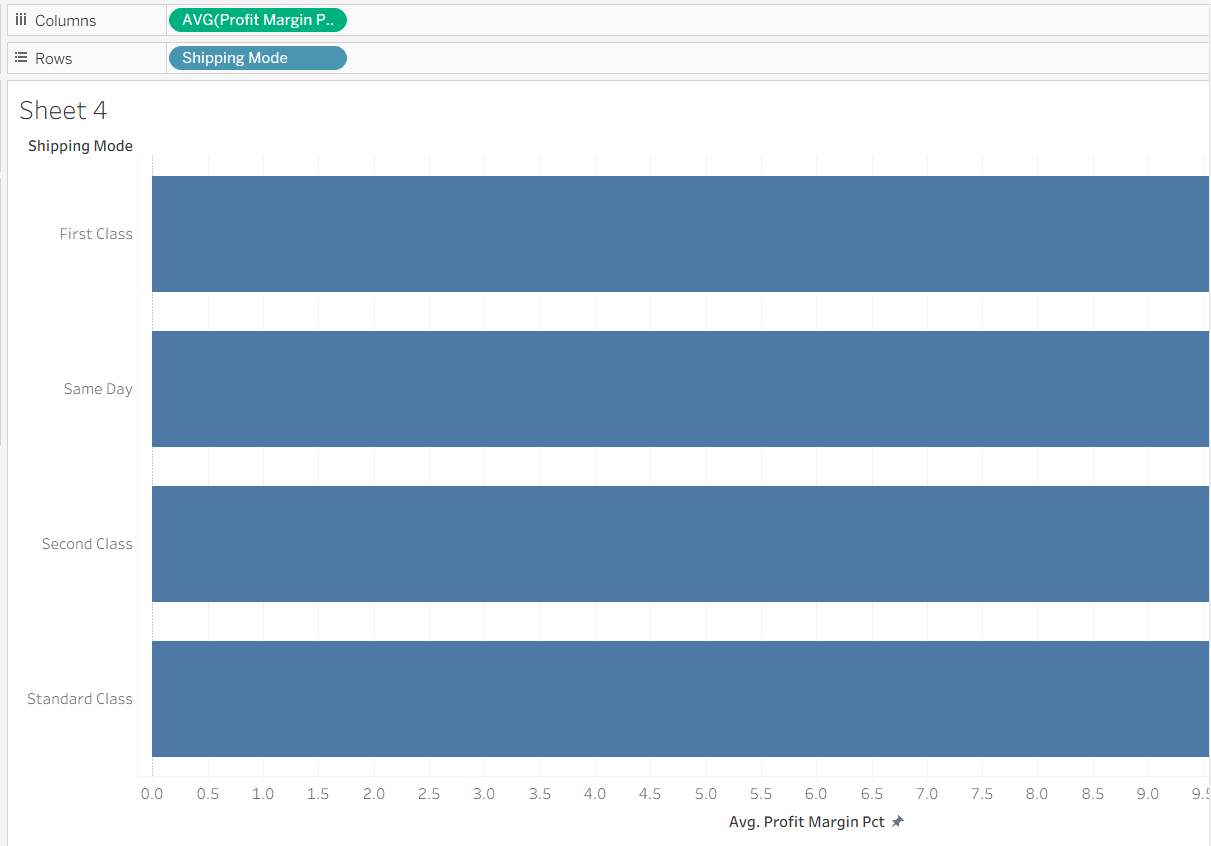 Columns AVG(Profit Margin P..
Rows Shipping Mode
Sheet 4
Shipping Mode
First Class
Same Day
Second Class
Standard Class
0.0 0.5 1.0 1.5 2.0 2.5 3.0 3.5 4.0 4.5 5.0 5.5 6.0 6.5 7.0 7.5 8.0 8.5 9.0 9.5
Avg. Profit Margin Pct